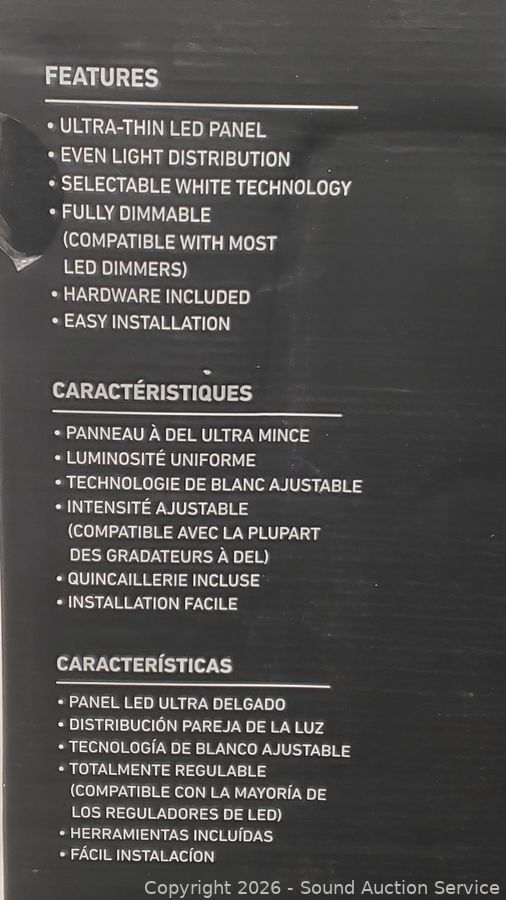 FEATURES
• ULTRA-THIN LED PANEL
• EVEN LIGHT DISTRIBUTION
• SELECTABLE WHITE TECHNOLOGY
• FULLY DIMMABLE
(COMPATIBLE WITH MOST
LED DIMMERS)
• HARDWARE INCLUDED
• EASY INSTALLATION
CARACTÉRISTIQUES
• PANNEAU À DEL ULTRA MINCE
• LUMINOSITÉ UNIFORME
• TECHNOLOGIE DE BLANC AJUSTABLE
• INTENSITÉ AJUSTABLE
(COMPATIBLE AVEC LA PLUPART
DES GRADATEURS À DEL)
• QUINCAILLERIE INCLUSE
• INSTALLATION FACILE
CARACTERÍSTICAS
• PANEL LED ULTRA DELGADO
• DISTRIBUCIÓN PAREJA DE LA LUZ
• TECNOLOGÍA DE BLANCO AJUSTABLE
• TOTALMENTE REGULABLE
(COMPATIBLE CON LA MAYORÍA DE
LOS REGULADORES DE LED)
• HERRAMIENTAS INCLUÍDAS
• FÁCIL INSTALACÍON
Copyright 2026 - Sound Auction Service